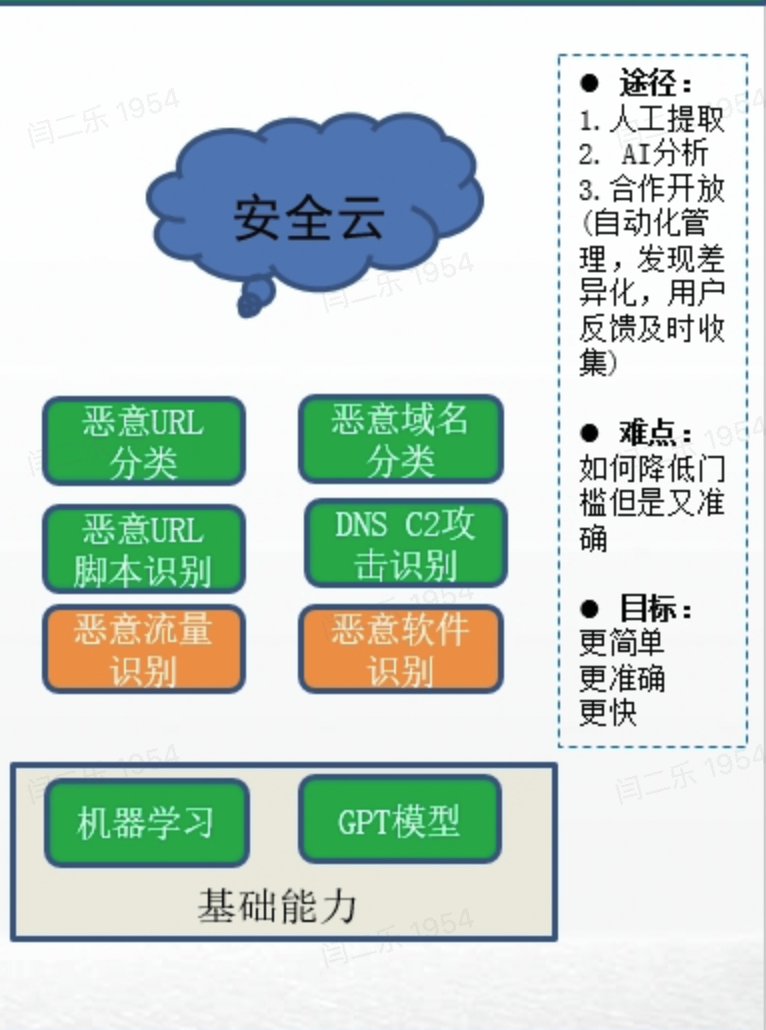 安全云
恶意URL
分类
恶意域名
分类
恶意URL
脚本识别
DNS C2攻
击识别
恶意流量
识别
恶意软件
识别
机器学习
GPT模型
基础能力
● 途径：
1. 人工提取
2. AI分析
3. 合作开放
(自动化管
理，发现差
异化，用户
反馈及时收
集)
● 难点：
如何降低门
槛但是又准
确
● 目标：
更简单
更准确
更快
闫二乐 1954
闫二乐 1954
闫二乐 1954
闫二乐 1954
闫二乐 1954